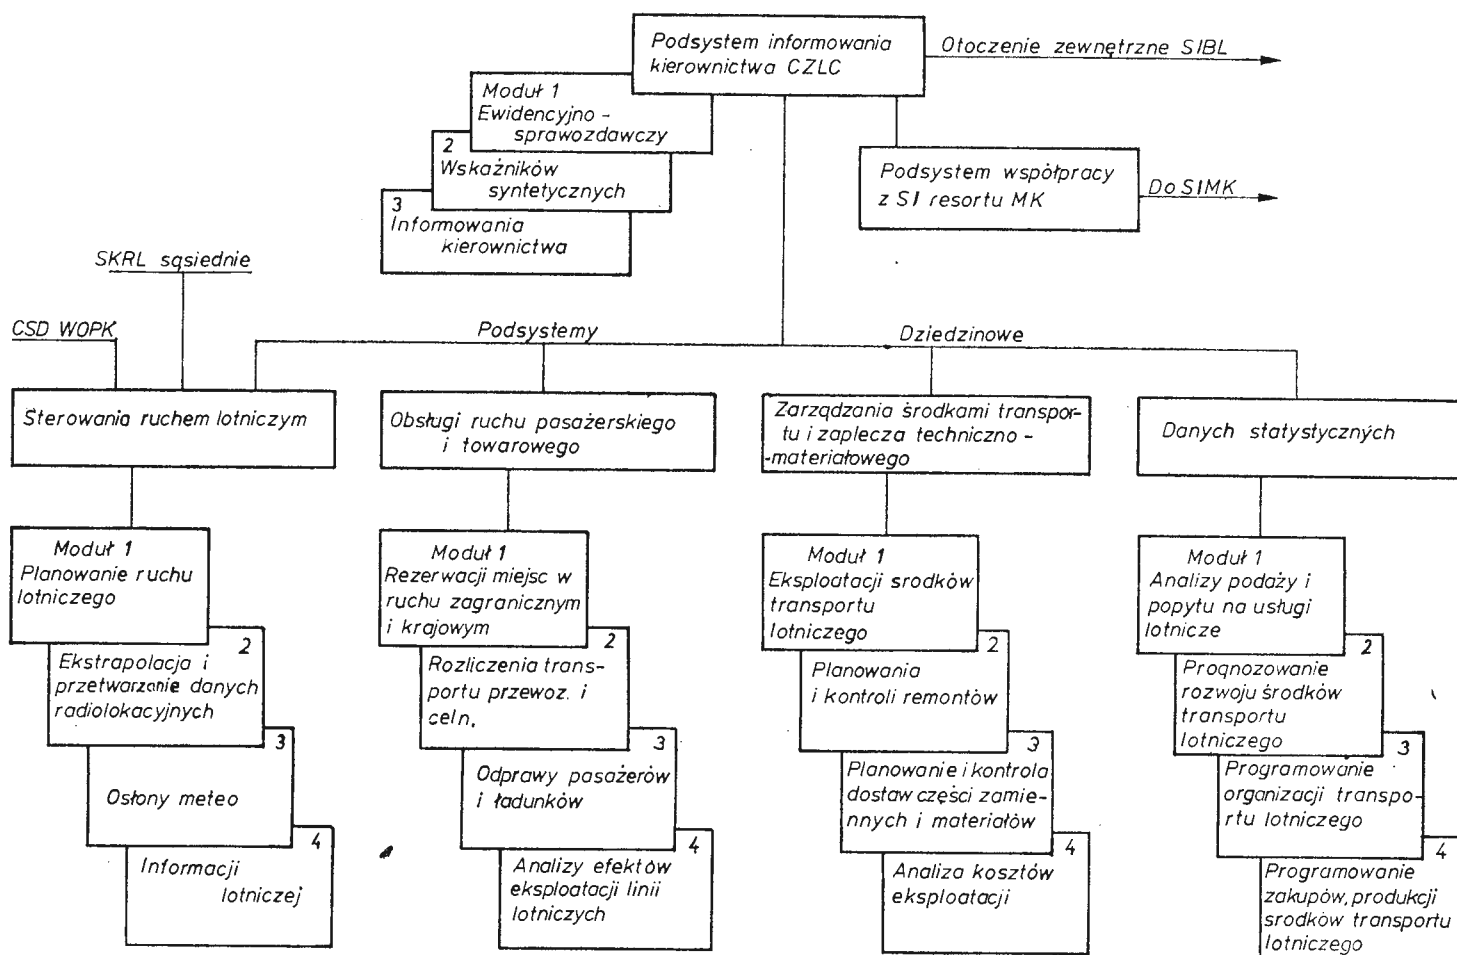 Podsystem informowania
kierownictwa CZLC
Otoczenie zewnętrzne SIBL
Moduł 1
Ewidencyjno -
sprawozdawczy
2
Wskaźników
syntetycznych
3
Informowania
kierownictwa
Podsystem współpracy
z SI resortu MK
Do SIMK
SKRL sąsiednie
CSD WOPK
Podsystemy
Dziedzinowe
Sterowania ruchem lotniczym
Obsługi ruchu pasażerskiego
i towarowego
Zarządzania środkami transpor-
tu i zaplecza techniczno -
-materiałowego
Danych statystycznych
Moduł 1
Planowanie ruchu
lotniczego
2
Ekstrapolacja i
przetwarzanie danych
radiolokacyjnych
3
Osłony meteo
4
Informacji
lotniczej
Moduł 1
Rezerwacji miejsc w
ruchu zagranicznym
i krajowym
2
Rozliczenia trans-
portu przewoz. i
celn.
3
Odprawy pasażerów
i ładunków
4
Analizy efektów
eksploatacji linii
lotniczych
Moduł 1
Eksploatacji srodków
transportu
lotniczego
2
Planowania
i kontroli remontów
3
Planowanie i kontrola
dostaw części zamie-
nnych i materiałów
4
Analiza kosztów
eksploatacji
Moduł 1
Analizy podaży i
popytu na usługi
lotnicze
2
Prognozowanie
rozwoju środków
transportu
lotniczego
3
Programowanie
organizacji transpo-
rtu lotniczego
4
Programowanie
zakupów, produkcji
srodków transportu
lotniczego